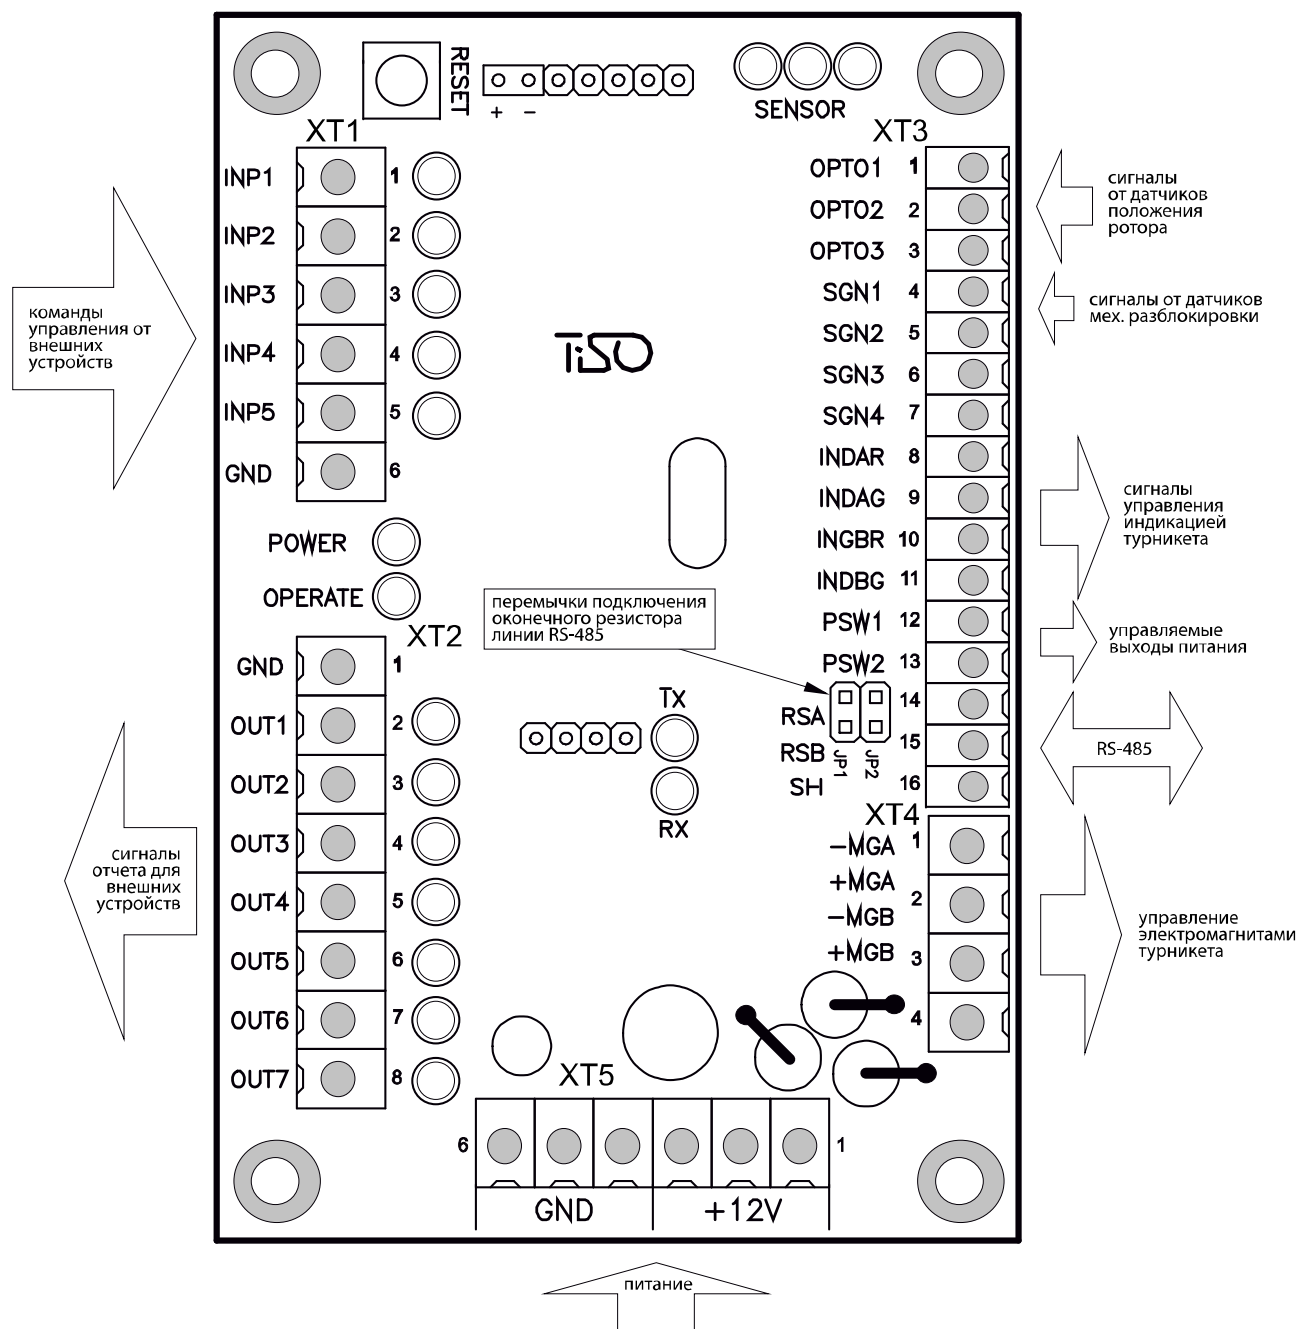 RESET
+ -
SENSOR
XT1
INP1 1
INP2 2
INP3 3
INP4 4
INP5 5
GND 6
команды
управления от
внешних
устройств
POWER
OPERATE
XT2
GND 1
OUT1 2
OUT2 3
OUT3 4
OUT4 5
OUT5 6
OUT6 7
OUT7 8
сигналы
отчета для
внешних
устройств
TiSO
перемычки подключения
оконечного резистора
линии RS-485
TX
RX
XT3
OPTO1 1
OPTO2 2
OPTO3 3
SGN1 4
SGN2 5
SGN3 6
SGN4 7
INDAR 8
INDAG 9
INGBR 10
INDBG 11
PSW1 12
PSW2 13
RSA 14
RSB 15
SH 16
JP1
JP2
сигналы
от датчиков
положения
ротора
сигналы от датчиков
мех. разблокировки
сигналы
управления
индикацией
турникета
управляемые
выходы питания
RS-485
XT4
-MGA 1
+MGA 2
-MGB 3
+MGB 4
управление
электромагнитами
турникета
XT5
6 1
GND +12V
питание